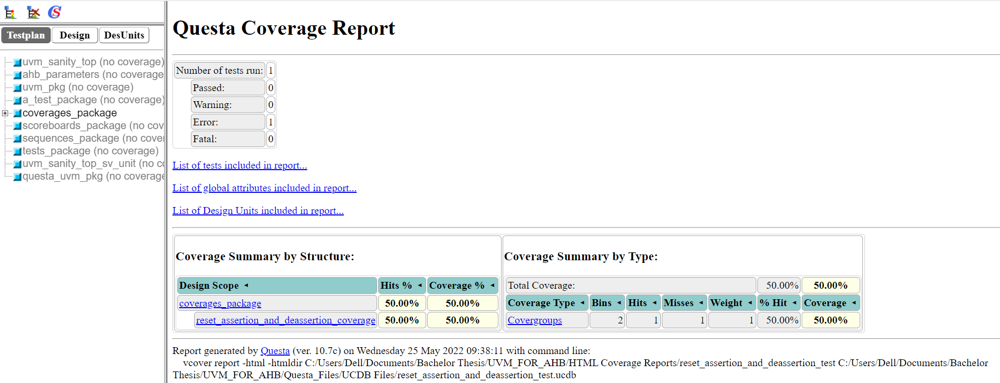 Testplan Design DesUnits
uvm_sanity_top (no coverage)
ahb_parameters (no coverage
uvm_pkg (no coverage)
a_test_package (no coverage)
coverages_package
scoreboards_package (no cov
sequences_package (no cove
tests_package (no coverage)
uvm_sanity_top_sv_unit (no c
questa_uvm_pkg (no coverage
Questa Coverage Report
Number of tests run: 1
Passed: 0
Warning: 0
Error: 1
Fatal: 0
List of tests included in report...
List of global attributes included in report...
List of Design Units included in report...
Coverage Summary by Structure:
Design Scope Hits % Coverage %
coverages_package 50.00% 50.00%
reset_assertion_and_deassertion_coverage 50.00% 50.00%
Coverage Summary by Type:
Total Coverage: 50.00% 50.00%
Coverage Type Bins Hits Misses Weight % Hit Coverage
Covergroups 2 1 1 1 50.00% 50.00%
Report generated by Questa (ver. 10.7c) on Wednesday 25 May 2022 09:38:11 with command line:
vcover report -html -htmldir C:/Users/Dell/Documents/Bachelor Thesis/UVM_FOR_AHB/HTML Coverage Reports/reset_assertion_and_deassertion_test C:/Users/Dell/Documents/Bachelor
Thesis/UVM_FOR_AHB/Questa_Files/UCDB Files/reset_assertion_and_deassertion_test.ucdb